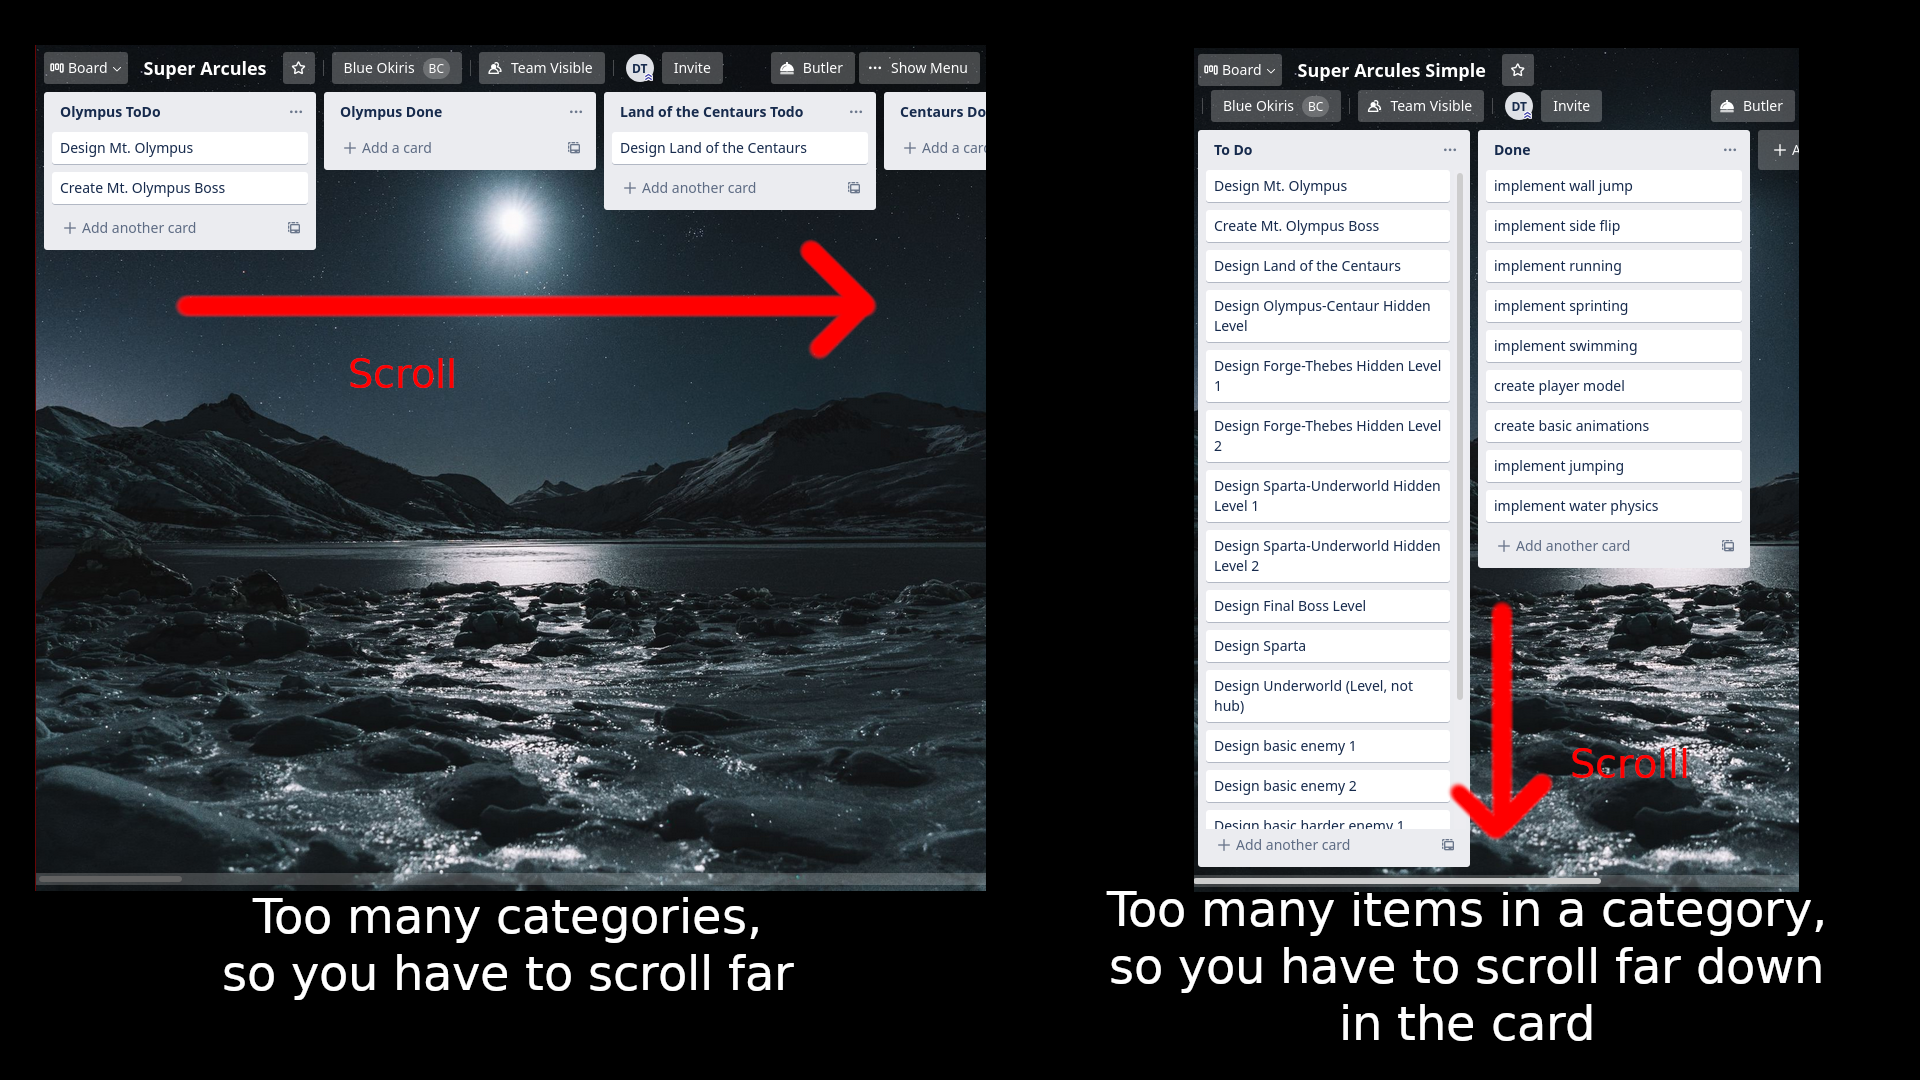 Board
Super Arcules
Blue Okiris BC
Team Visible
DT
Invite
Butler
Show Menu
Olympus ToDo
Design Mt. Olympus
Create Mt. Olympus Boss
Add another card
Olympus Done
Add a card
Land of the Centaurs Todo
Design Land of the Centaurs
Add another card
Centaurs Do
Add a card
Scroll
Too many categories,
so you have to scroll far
Board
Super Arcules Simple
Blue Okiris BC
Team Visible
DT
Invite
Butler
To Do
Design Mt. Olympus
Create Mt. Olympus Boss
Design Land of the Centaurs
Design Olympus-Centaur Hidden
Level
Design Forge-Thebes Hidden Level
1
Design Forge-Thebes Hidden Level
2
Design Sparta-Underworld Hidden
Level 1
Design Sparta-Underworld Hidden
Level 2
Design Final Boss Level
Design Sparta
Design Underworld (Level, not
hub)
Design basic enemy 1
Design basic enemy 2
Design basic harder enemy 1
Add another card
Done
implement wall jump
implement side flip
implement running
implement sprinting
implement swimming
create player model
create basic animations
implement jumping
implement water physics
Add another card
A
Scrolll
Too many items in a category,
so you have to scroll far down
in the card